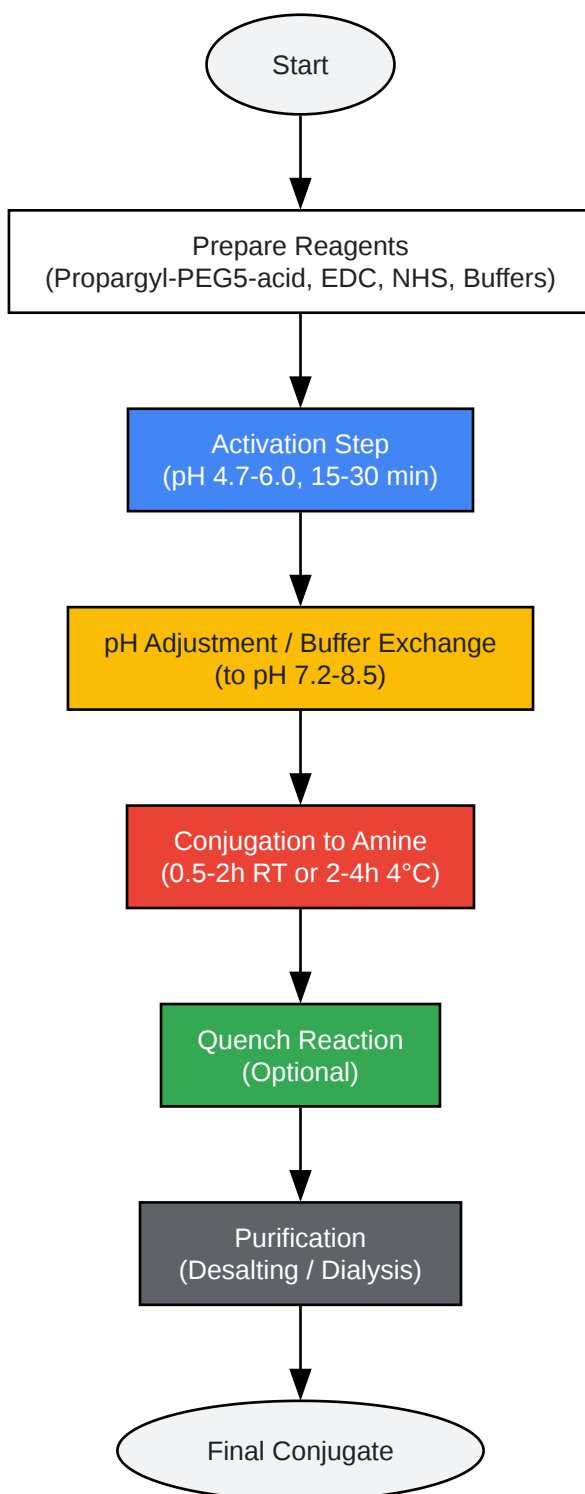 Start
Prepare Reagents
(Propargyl-PEG5-acid, EDC, NHS, Buffers)
Activation Step
(pH 4.7-6.0, 15-30 min)
pH Adjustment / Buffer Exchange
(to pH 7.2-8.5)
Conjugation to Amine
(0.5-2h RT or 2-4h 4°C)
Quench Reaction
(Optional)
Purification
(Desalting / Dialysis)
Final Conjugate